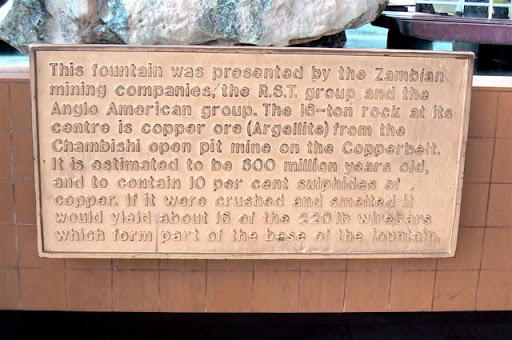 This fountain was presented by the Zambian
mining companies, the R.S.T. group and the
Anglo American group. The 16-ton rock at its
centre is copper ore (Argellite) from the
Chambishi open pit mine on the Copperbelt.
It is estimated to be 600 million years old,
and to contain 10 per cent sulphides of
copper. If it were crushed and smelted it
would yield about 16 of the 220 lb wirebars
which form part of the base of the fountain.